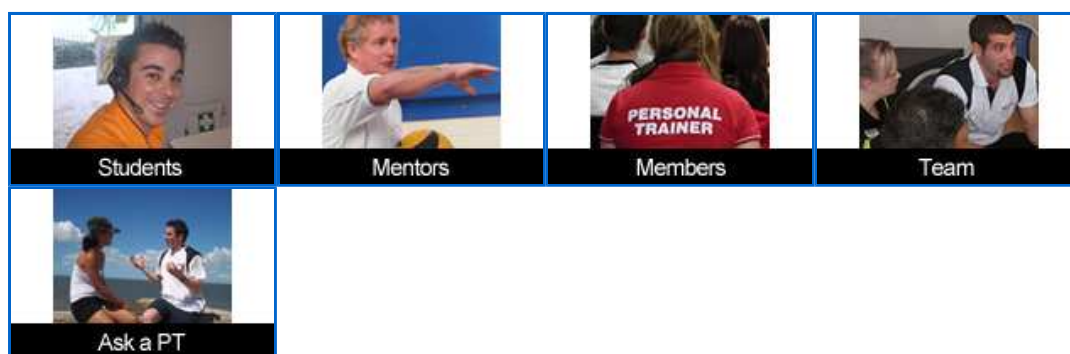 Students
Mentors
PERSONAL
TRAINER
Members
Team
Ask a PT